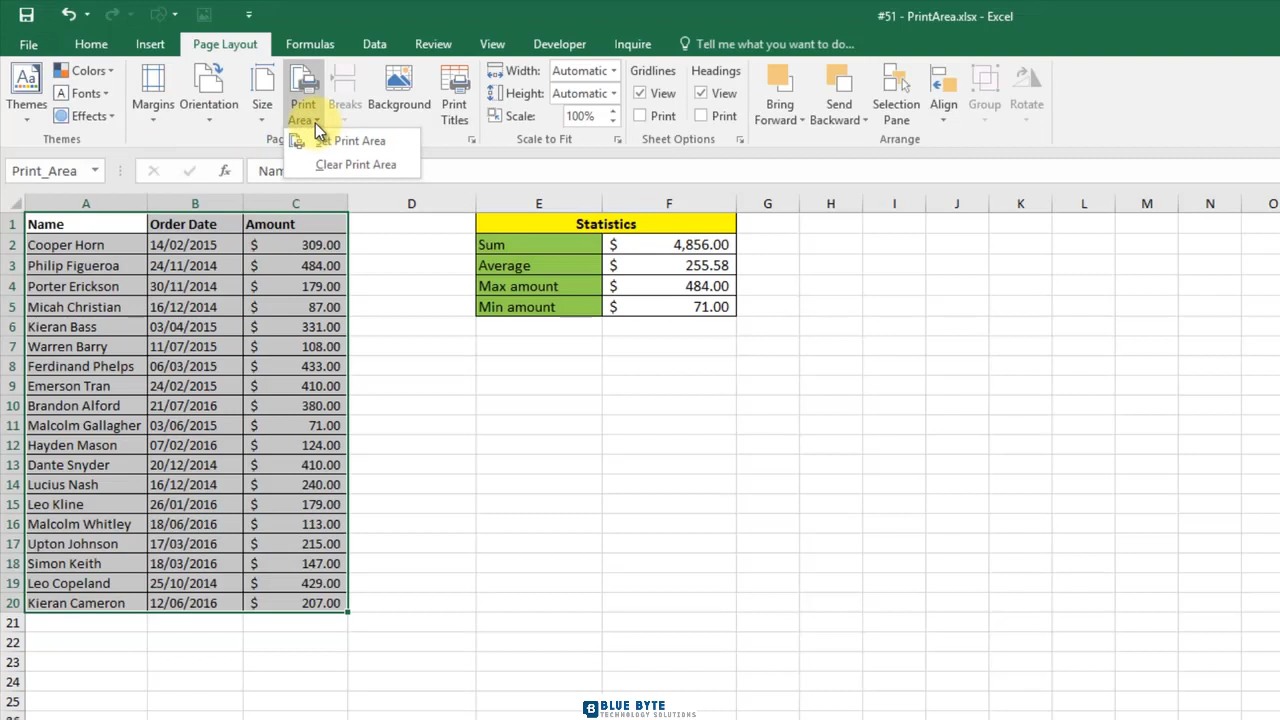 #51 - PrintArea.xlsx - Excel
File Home Insert Page Layout Formulas Data Review View Developer Inquire Tell me what you want to do...
Themes
Colors
Fonts
Effects
Themes
Margins
Orientation
Size
Print Area
Breaks
Background
Print Titles
Width: Automatic
Height: Automatic
Scale: 100%
Scale to Fit
Gridlines
View
Print
Headings
View
Print
Sheet Options
Bring Forward
Send Backward
Selection Pane
Align
Group
Rotate
Arrange
Print Area
Clear Print Area
Print_Area
fx
A B C D E F G H I J K L M N O
1 Name Order Date Amount Statistics
2 Cooper Horn 14/02/2015 $ 309.00 Sum $ 4,856.00
3 Philip Figueroa 24/11/2014 $ 484.00 Average $ 255.58
4 Porter Erickson 30/11/2014 $ 179.00 Max amount $ 484.00
5 Micah Christian 16/12/2014 $ 87.00 Min amount $ 71.00
6 Kieran Bass 03/04/2015 $ 331.00
7 Warren Barry 11/07/2015 $ 108.00
8 Ferdinand Phelps 06/03/2015 $ 433.00
9 Emerson Tran 24/02/2015 $ 410.00
10 Brandon Alford 21/07/2016 $ 380.00
11 Malcolm Gallagher 03/06/2015 $ 71.00
12 Hayden Mason 07/02/2016 $ 124.00
13 Dante Snyder 20/12/2014 $ 410.00
14 Lucius Nash 16/12/2014 $ 240.00
15 Leo Kline 26/01/2016 $ 179.00
16 Malcolm Whitley 18/06/2016 $ 113.00
17 Upton Johnson 17/03/2016 $ 215.00
18 Simon Keith 18/03/2016 $ 147.00
19 Leo Copeland 25/10/2014 $ 429.00
20 Kieran Cameron 12/06/2016 $ 207.00
21
22
23
24
25
BLUE BYTE
TECHNOLOGY SOLUTIONS